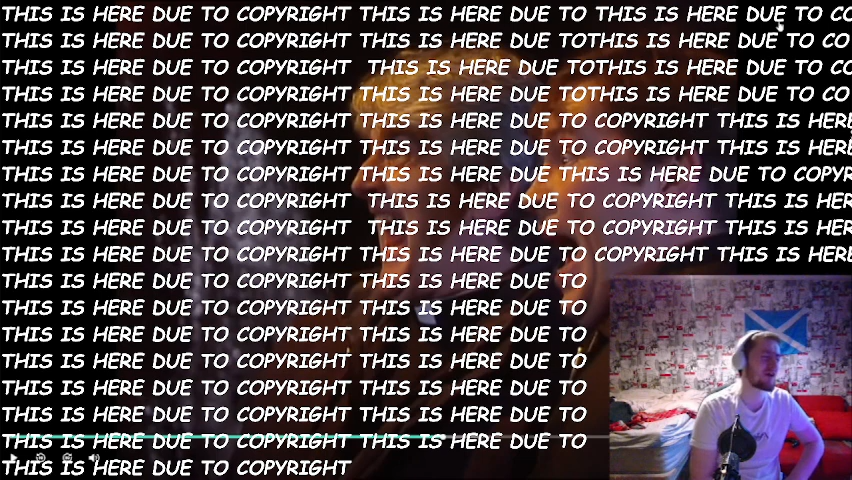 THIS IS HERE DUE TO COPYRIGHT THIS IS HERE DUE TO THIS IS HERE DUE TO CO
THIS IS HERE DUE TO COPYRIGHT THIS IS HERE DUE TOTHIS IS HERE DUE TO CO
THIS IS HERE DUE TO COPYRIGHT THIS IS HERE DUE TOTHIS IS HERE DUE TO CO
THIS IS HERE DUE TO COPYRIGHT THIS IS HERE DUE TOTHIS IS HERE DUE TO CO
THIS IS HERE DUE TO COPYRIGHT THIS IS HERE DUE TO COPYRIGHT THIS IS HERE
THIS IS HERE DUE TO COPYRIGHT THIS IS HERE DUE TO COPYRIGHT THIS IS HERE
THIS IS HERE DUE TO COPYRIGHT THIS IS HERE DUE THIS IS HERE DUE TO COPYR
THIS IS HERE DUE TO COPYRIGHT THIS IS HERE DUE TO COPYRIGHT THIS IS HER
THIS IS HERE DUE TO COPYRIGHT THIS IS HERE DUE TO COPYRIGHT THIS IS HER
THIS IS HERE DUE TO COPYRIGHT THIS IS HERE DUE TO COPYRIGHT THIS IS HERE
THIS IS HERE DUE TO COPYRIGHT THIS IS HERE DUE TO
THIS IS HERE DUE TO COPYRIGHT THIS IS HERE DUE TO
THIS IS HERE DUE TO COPYRIGHT THIS IS HERE DUE TO
THIS IS HERE DUE TO COPYRIGHT THIS IS HERE DUE TO
THIS IS HERE DUE TO COPYRIGHT THIS IS HERE DUE TO
THIS IS HERE DUE TO COPYRIGHT THIS IS HERE DUE TO
THIS IS HERE DUE TO COPYRIGHT THIS IS HERE DUE TO
THIS IS HERE DUE TO COPYRIGHT